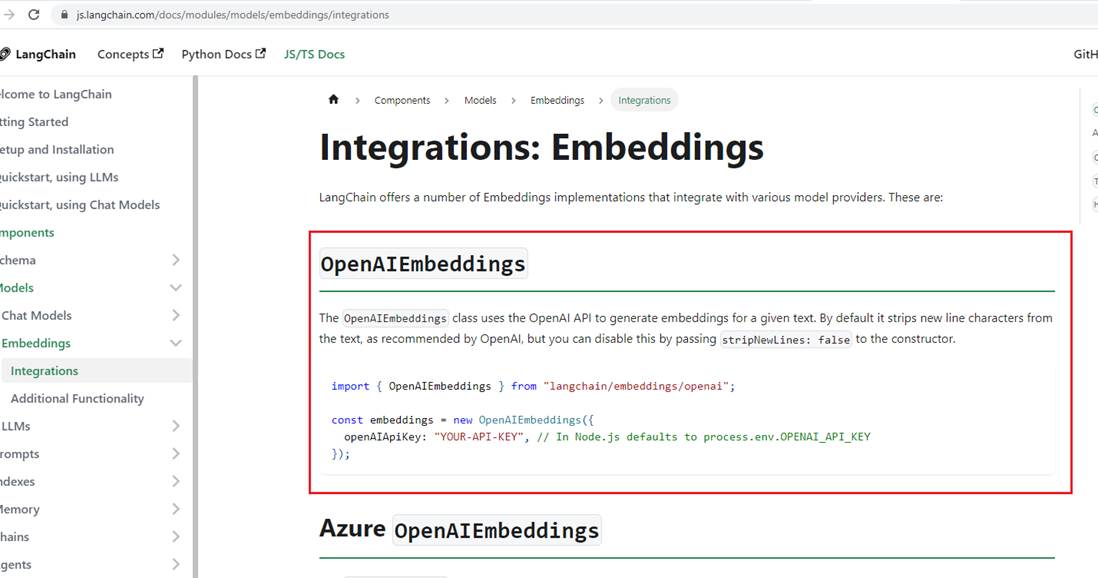 js.langchain.com/docs/modules/models/embeddings/integrations
LangChain Concepts Python Docs JS/TS Docs GitH
elcome to LangChain
tting Started
etup and Installation
uickstart, using LLMs
uickstart, using Chat Models
mponents
chema
Models
Chat Models
Embeddings
Integrations
Additional Functionality
LLMs
rompts
ndexes
Memory
hains
gents
Components > Models > Embeddings > Integrations
Integrations: Embeddings
LangChain offers a number of Embeddings implementations that integrate with various model providers. These are:
OpenAIEmbeddings
The OpenAIEmbeddings class uses the OpenAI API to generate embeddings for a given text. By default it strips new line characters from
the text, as recommended by OpenAI, but you can disable this by passing stripNewLines: false to the constructor.
import { OpenAIEmbeddings } from "langchain/embeddings/openai";
const embeddings = new OpenAIEmbeddings({
openAIApiKey: "YOUR-API-KEY", // In Node.js defaults to process.env.OPENAI_API_KEY
});
Azure OpenAIEmbeddings